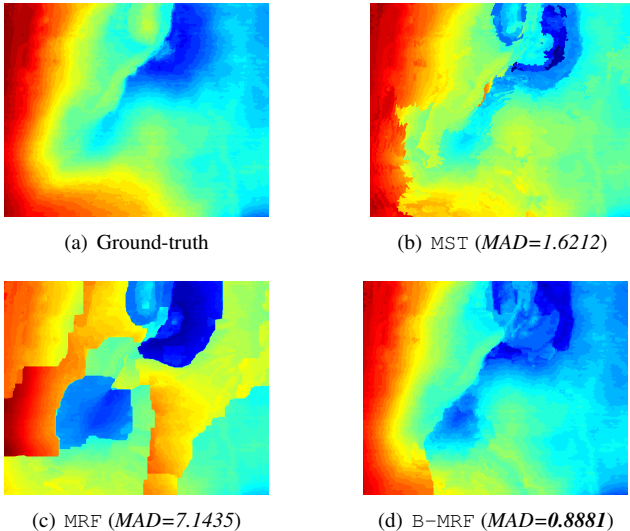 (a) Ground-truth
(b) MST (MAD=1.6212)
(c) MRF (MAD=7.1435)
(d) B-MRF (MAD=0.8881)